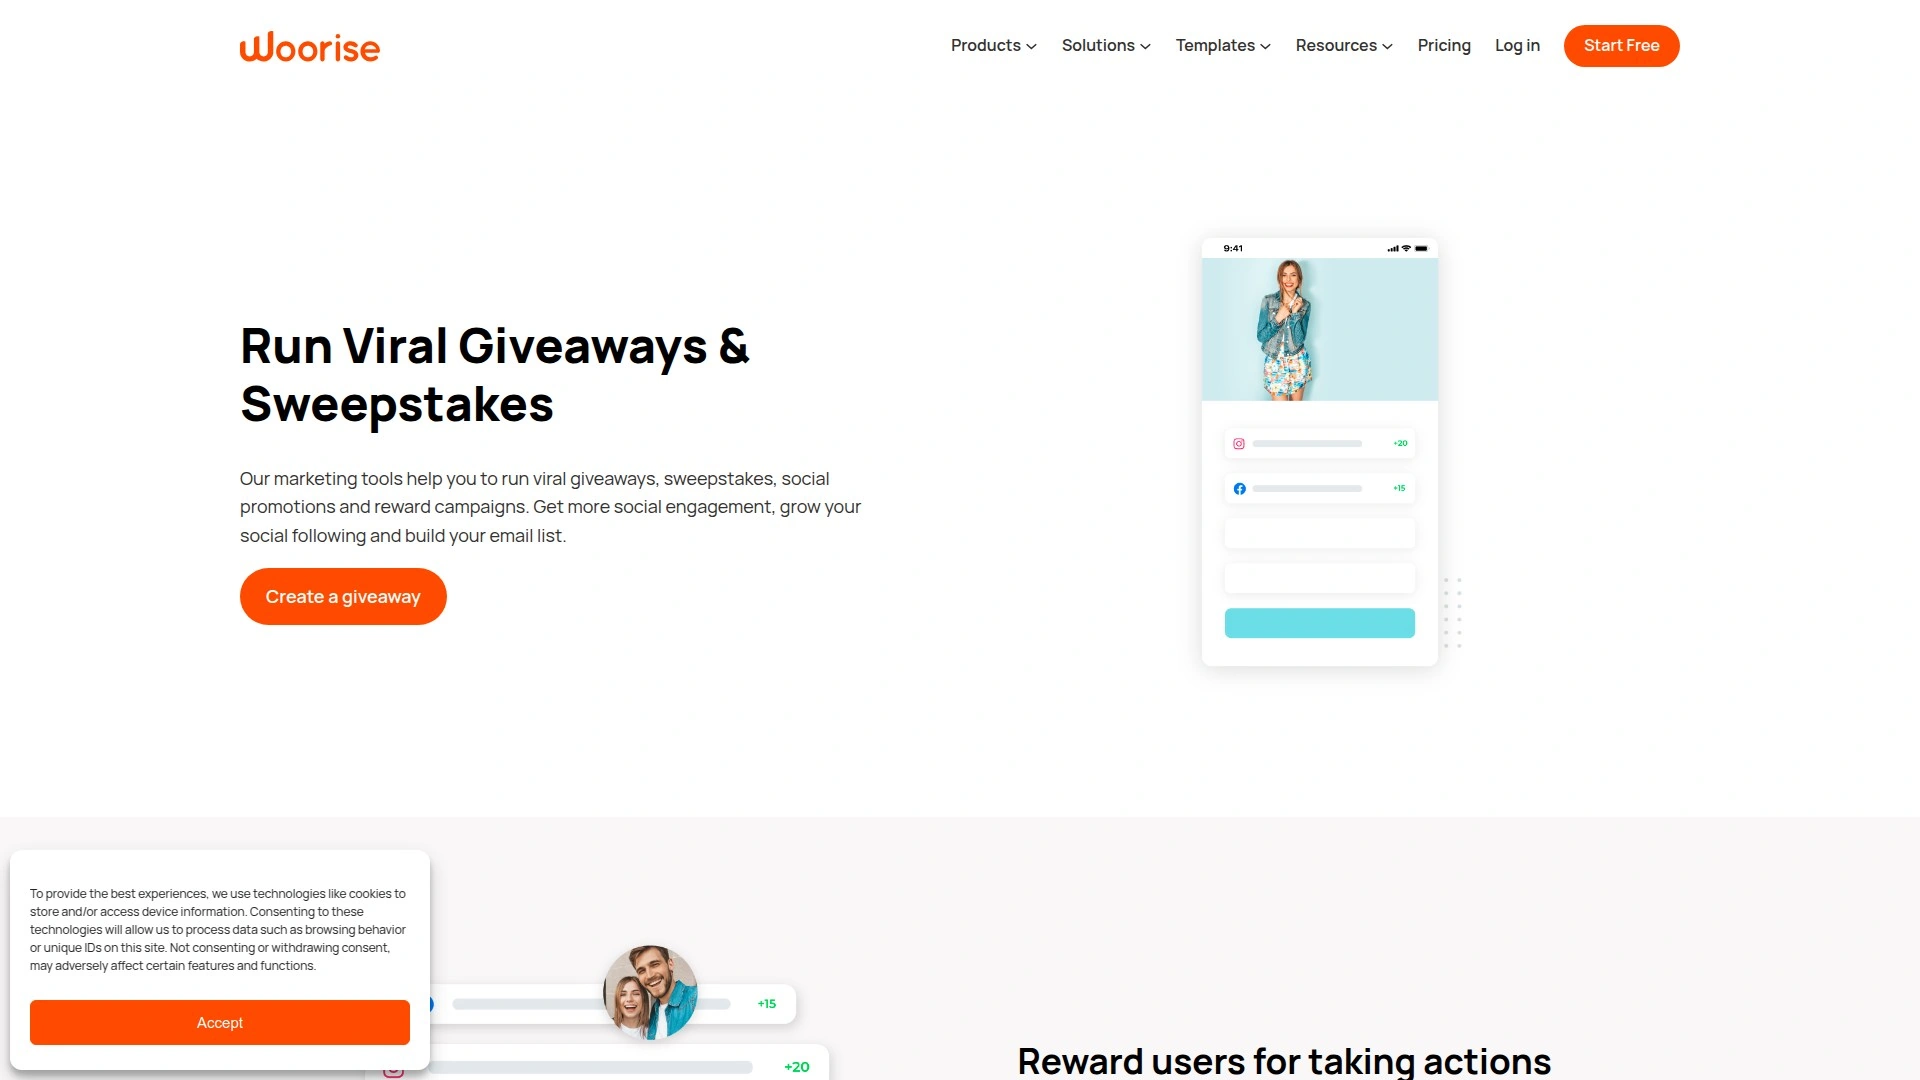 Woorise
Products
Solutions
Templates
Resources
Pricing
Log in
Start Free
9:41
+20
+15
Run Viral Giveaways &
Sweepstakes
Our marketing tools help you to run viral giveaways, sweepstakes, social
promotions and reward campaigns. Get more social engagement, grow your
social following and build your email list.
Create a giveaway
To provide the best experiences, we use technologies like cookies to
store and/or access device information. Consenting to these
technologies will allow us to process data such as browsing behavior
or unique IDs on this site. Not consenting or withdrawing consent,
may adversely affect certain features and functions.
Accept
+15
+20
Reward users for taking actions